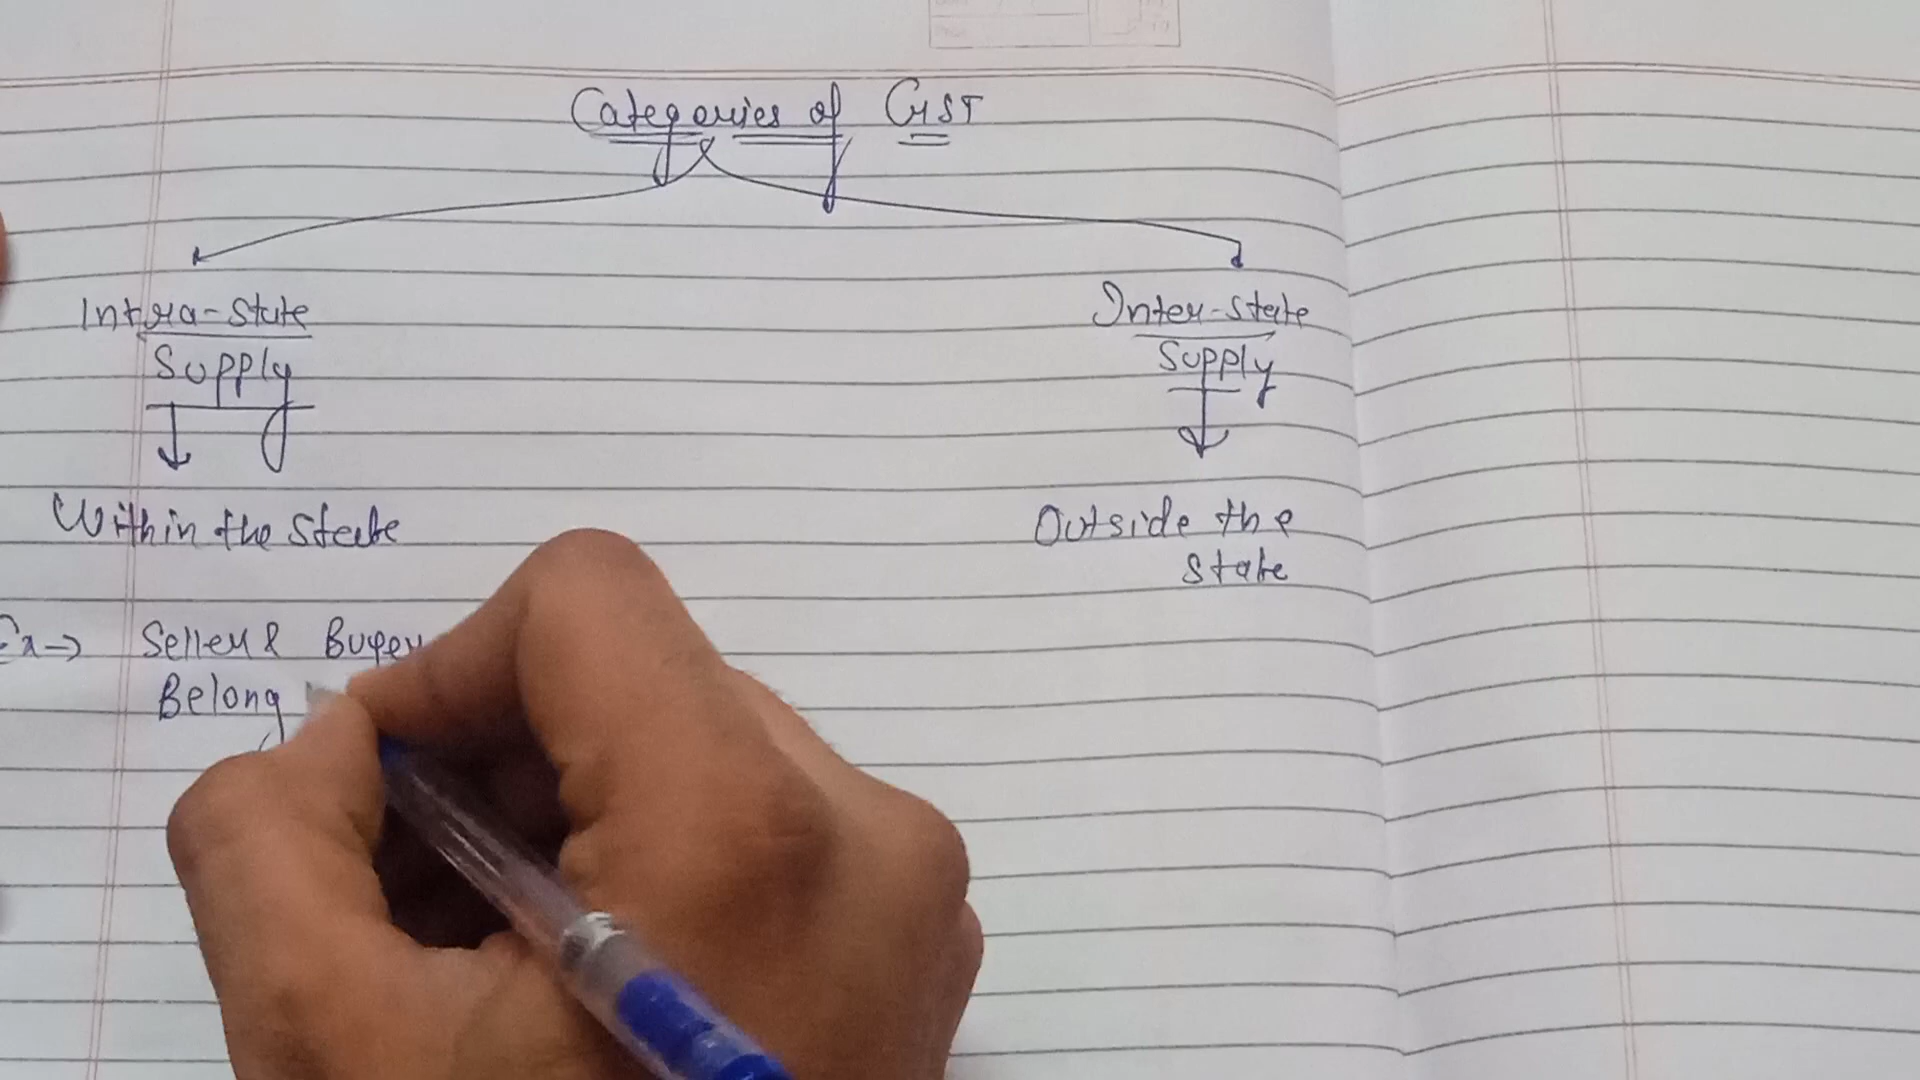 Categories of GST
Intra-State
Supply
Within the State
Ex→ Seller & Buyer
Belong
Inter-state
Supply
Outside the
state